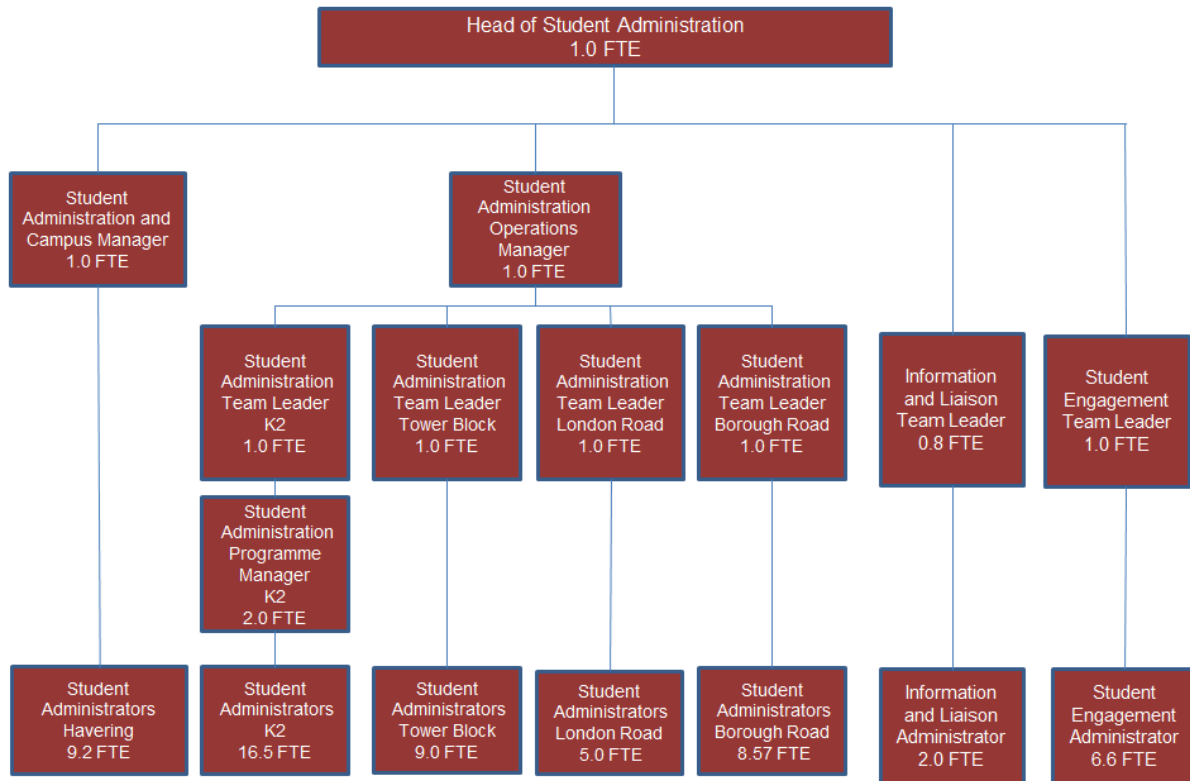 Head of Student Administration
1.0 FTE
Student
Administration and
Campus Manager
1.0 FTE
Student
Administration
Operations
Manager
1.0 FTE
Student
Administration
Team Leader
K2
1.0 FTE
Student
Administration
Team Leader
Tower Block
1.0 FTE
Student
Administration
Team Leader
London Road
1.0 FTE
Student
Administration
Team Leader
Borough Road
1.0 FTE
Information
and Liaison
Team Leader
0.8 FTE
Student
Engagement
Team Leader
1.0 FTE
Student
Administration
Programme
Manager
K2
2.0 FTE
Student
Administrators
Havering
9.2 FTE
Student
Administrators
K2
16.5 FTE
Student
Administrators
Tower Block
9.0 FTE
Student
Administrators
London Road
5.0 FTE
Student
Administrators
Borough Road
8.57 FTE
Information
and Liaison
Administrator
2.0 FTE
Student
Engagement
Administrator
6.6 FTE